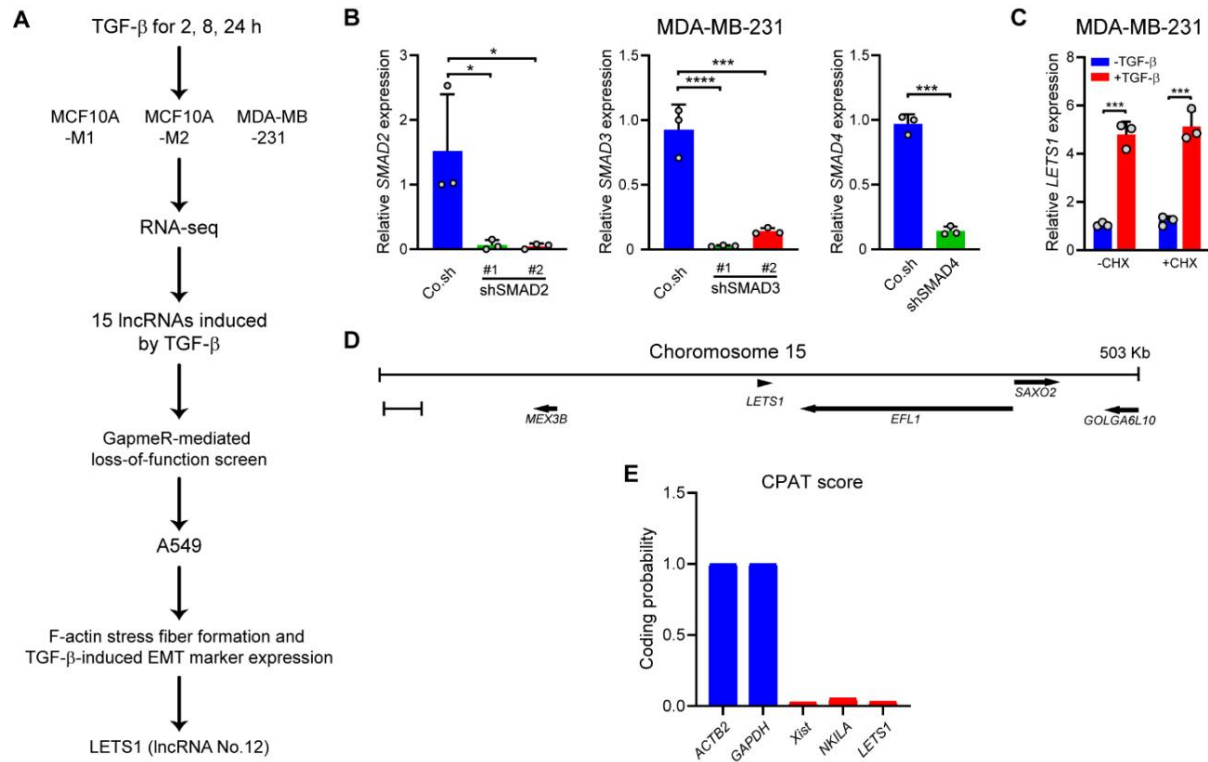 A
TGF-β for 2, 8, 24 h
MCF10A
-M1
MCF10A
-M2
MDA-MB
-231
RNA-seq
15 lncRNAs induced
by TGF-β
GapmeR-mediated
loss-of-function screen
A549
F-actin stress fiber formation and
TGF-β-induced EMT marker expression
LETS1 (lncRNA No.12)
B
MDA-MB-231
Relative SMAD2 expression
3
2
1
0
*
*
Co.sh
#1
#2
shSMAD2
Relative SMAD3 expression
1.5
1.0
0.5
0.0
***
****
Co.sh
#1
#2
shSMAD3
Relative SMAD4 expression
1.5
1.0
0.5
0.0
***
Co.sh
shSMAD4
C
MDA-MB-231
Relative LETS1 expression
8
6
4
2
0
-TGF-β
+TGF-β
***
***
-CHX
+CHX
D
Choromosome 15
503 Kb
LETS1
SAXO2
MEX3B
EFL1
GOLGA6L10
E
CPAT score
Coding probability
1.5
1.0
0.5
0.0
ACTB2
GAPDH
Xist
NKILA
LETS1